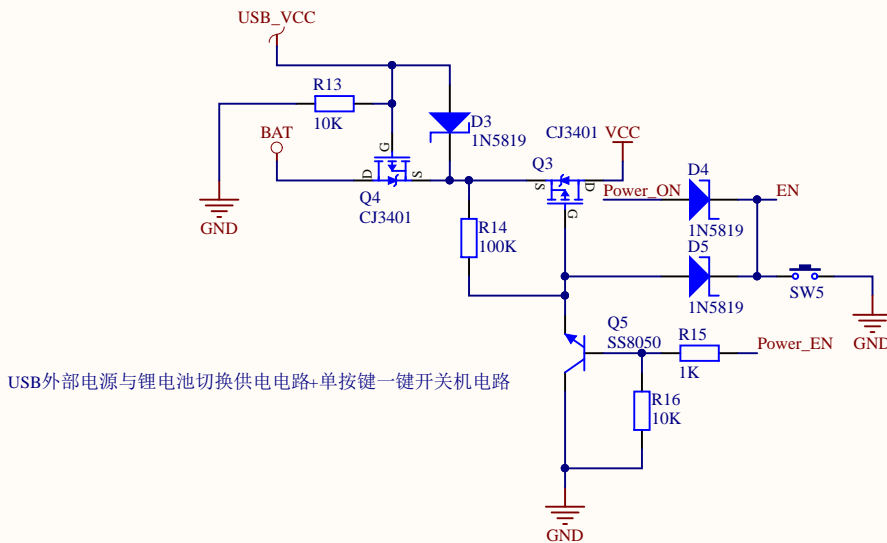 USB_VCC
R13
10K
BAT
D3
1N5819
G
D
S
Q4
CJ3401
GND
CJ3401
VCC
Q3
S
D
G
Power_ON
D4
1N5819
EN
R14
100K
D5
1N5819
SW5
GND
Q5
SS8050
R15
1K
Power_EN
R16
10K
GND
USB外部电源与锂电池切换供电电路+单按键一键开关机电路